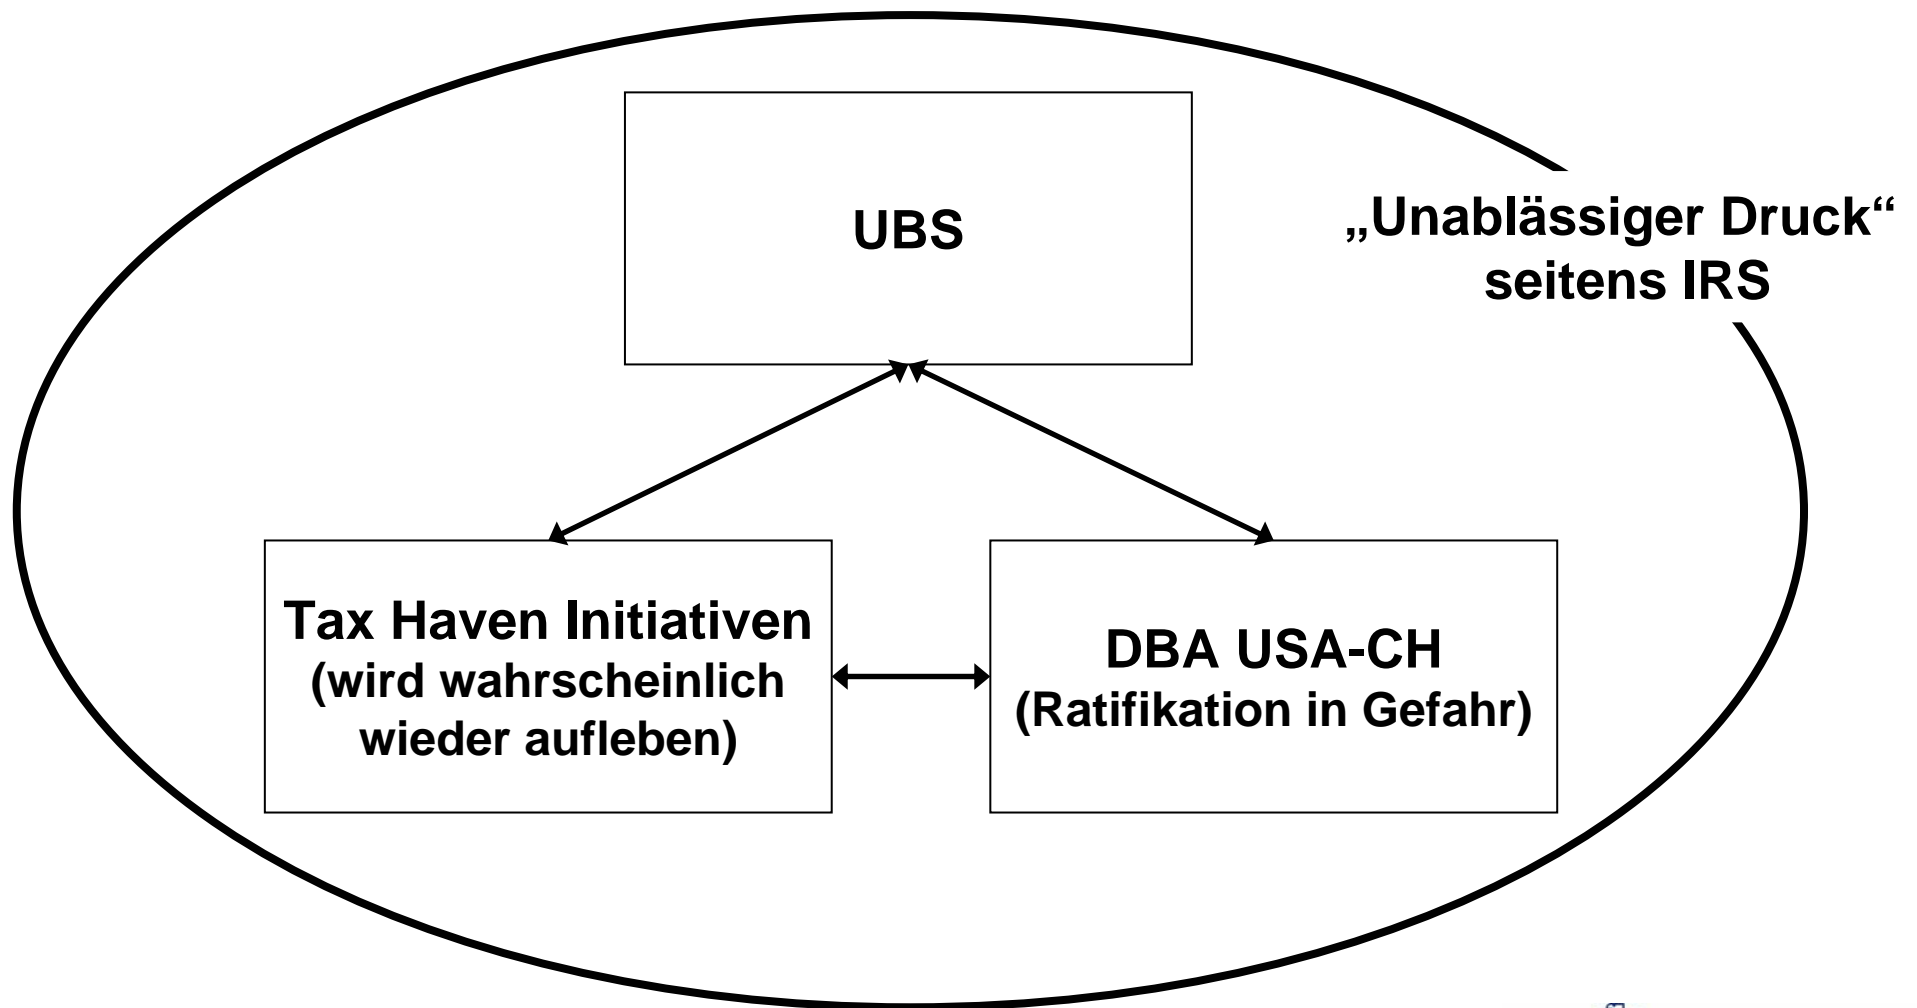 UBS
„Unablässiger Druck“
seitens IRS
Tax Haven Initiativen
(wird wahrscheinlich
wieder aufleben)
DBA USA-CH
(Ratifikation in Gefahr)